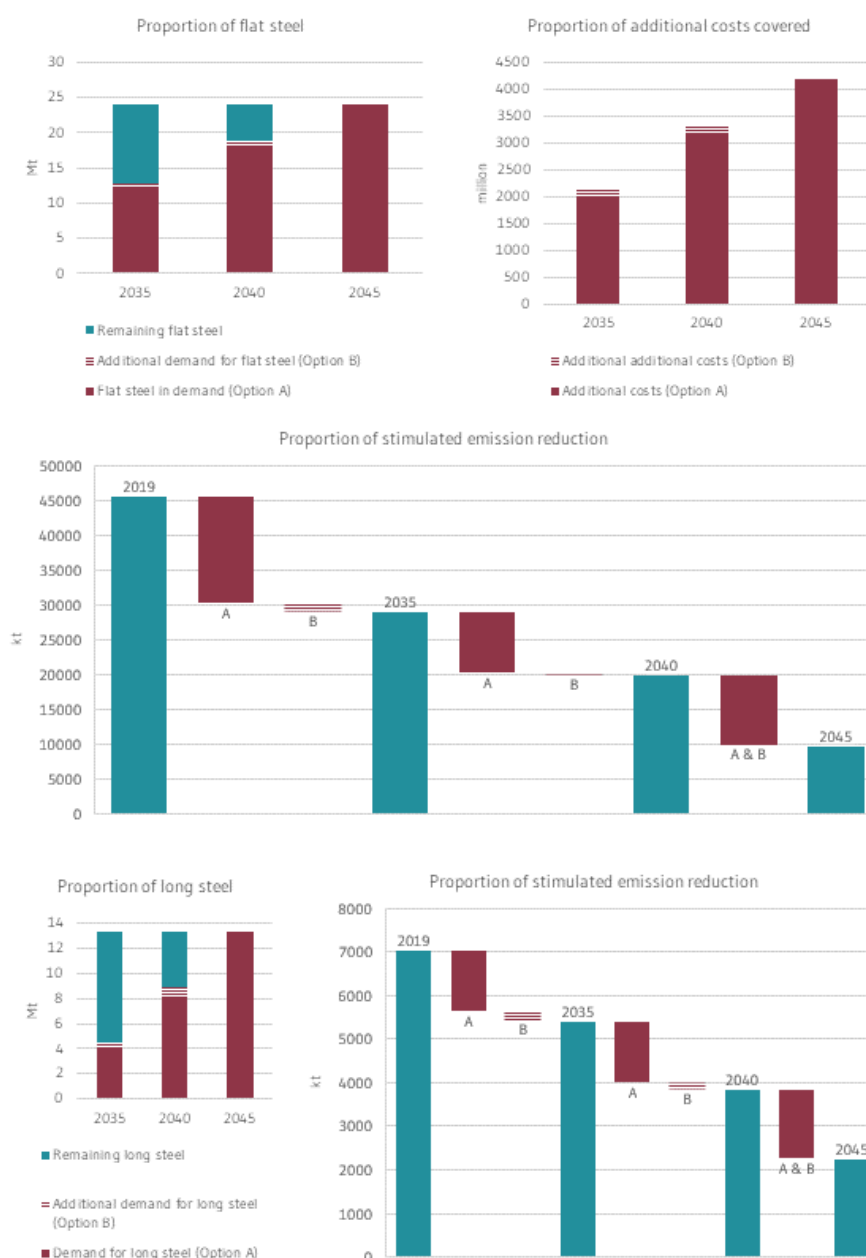 Proportion of flat steel
30
25
20
15
10
5
0
Mt
2035 2040 2045
Remaining flat steel
Additional demand for flat steel (Option B)
Flat steel in demand (Option A)
Proportion of additional costs covered
4500
4000
3500
3000
2500
2000
1500
1000
500
0
million
2035 2040 2045
Additional additional costs (Option B)
Additional costs (Option A)
Proportion of stimulated emission reduction
50000
45000
40000
35000
30000
25000
20000
15000
10000
5000
0
kt
2019
A
B
2035
A
B
2040
A & B
2045
Proportion of long steel
14
12
10
8
6
4
2
0
Mt
2035 2040 2045
Remaining long steel
Additional demand for long steel
(Option B)
Demand for long steel (Option A)
Proportion of stimulated emission reduction
8000
7000
6000
5000
4000
3000
2000
1000
0
kt
2019
A
B
2035
A
B
2040
A & B
2045